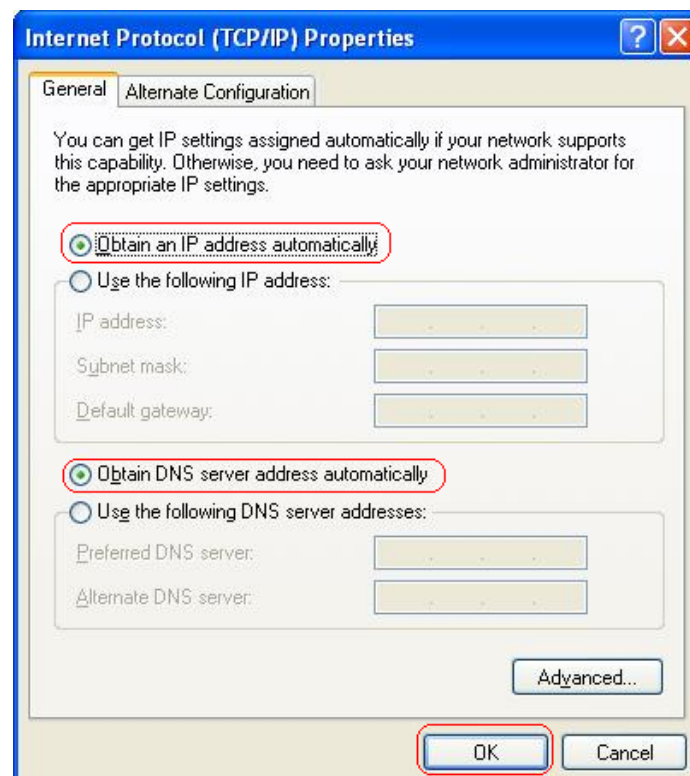 Internet Protocol (TCP/IP) Properties
General
Alternate Configuration
You can get IP settings assigned automatically if your network supports
this capability. Otherwise, you need to ask your network administrator for
the appropriate IP settings.
Obtain an IP address automatically
Use the following IP address:
IP address:
Subnet mask:
Default gateway:
Obtain DNS server address automatically
Use the following DNS server addresses:
Preferred DNS server:
Alternate DNS server:
Advanced...
OK
Cancel